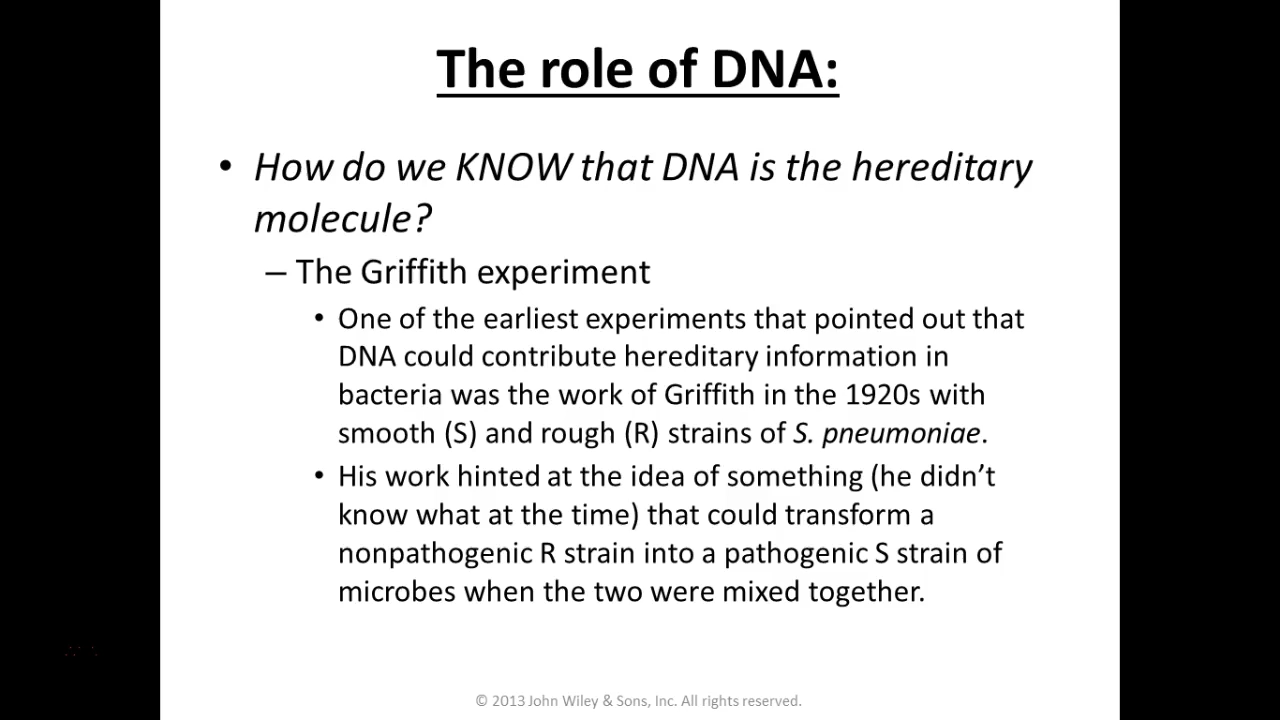 The role of DNA:
• How do we KNOW that DNA is the hereditary
molecule?
– The Griffith experiment
• One of the earliest experiments that pointed out that
DNA could contribute hereditary information in
bacteria was the work of Griffith in the 1920s with
smooth (S) and rough (R) strains of S. pneumoniae.
• His work hinted at the idea of something (he didn’t
know what at the time) that could transform a
nonpathogenic R strain into a pathogenic S strain of
microbes when the two were mixed together.
© 2013 John Wiley & Sons, Inc. All rights reserved.